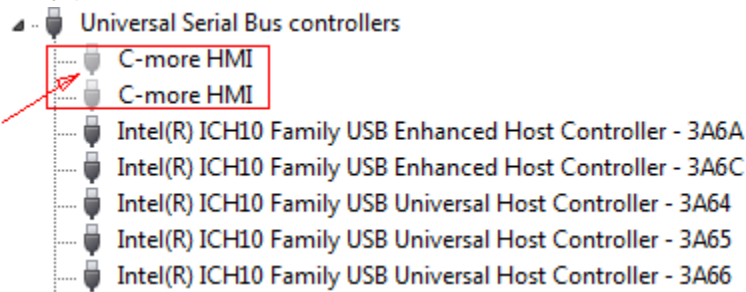 Universal Serial Bus controllers
C-more HMI
C-more HMI
Intel(R) ICH10 Family USB Enhanced Host Controller - 3A6A
Intel(R) ICH10 Family USB Enhanced Host Controller - 3A6C
Intel(R) ICH10 Family USB Universal Host Controller - 3A64
Intel(R) ICH10 Family USB Universal Host Controller - 3A65
Intel(R) ICH10 Family USB Universal Host Controller - 3A66